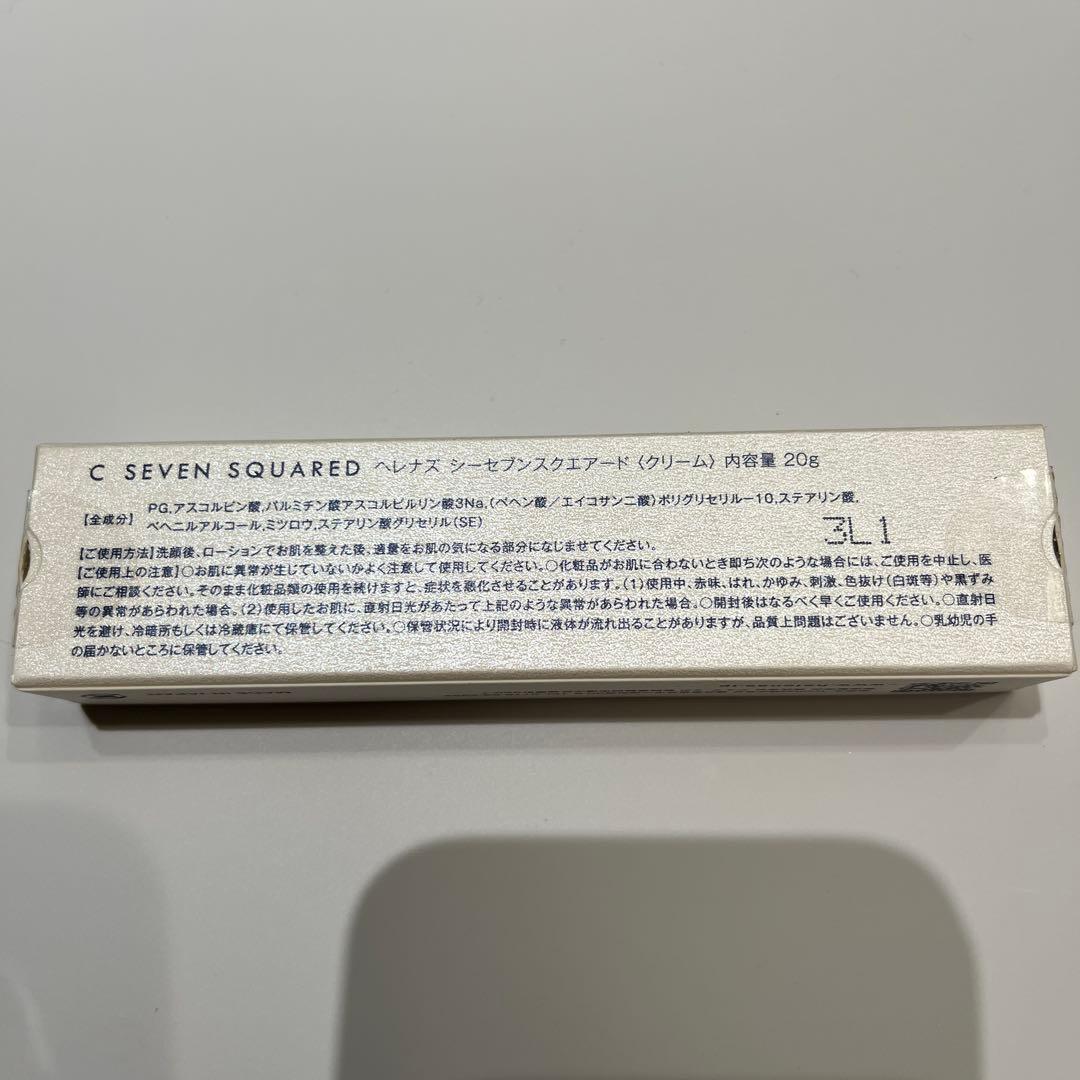 C SEVEN SQUARED ヘレナズ シーセブンスクエアード〈クリーム〉内容量 20g
【全成分】 PG,アスコルビン酸,パルミチン酸アスコルビルリン酸3Na,(ベヘン酸/エイコサン二酸)ポリグリセリル-10,ステアリン酸,
ベヘニルアルコール,ミツロウ,ステアリン酸グリセリル(SE)
3L1
【ご使用方法】洗顔後、ローションでお肌を整えた後、適量をお肌の気になる部分になじませてください。
【ご使用上の注意】○お肌に異常が生じていないかよく注意して使用してください。○化粧品がお肌に合わないとき即ち次のような場合には、ご使用を中止し、医
師にご相談ください。そのまま化粧品類の使用を続けますと、症状を悪化させることがあります。(1)使用中、赤味、はれ、かゆみ、刺激、色抜け(白斑等)や黒ずみ
等の異常があらわれた場合。(2)使用したお肌に、直射日光があたって上記のような異常があらわれた場合。○開封後はなるべく早くご使用ください。○直射日
光を避け、冷暗所もしくは冷蔵庫にて保管してください。○保管状況により開封時に液体が流れ出ることがありますが、品質上問題はございません。○乳幼児の手
の届かないところに保管してください。